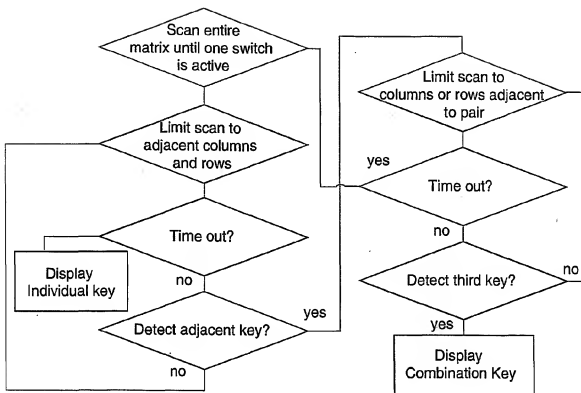 Scan entire
matrix until one switch
is active
Limit scan to
adjacent columns
and rows
Time out?
Display
Individual key
no
Detect adjacent key?
yes
no
Limit scan to
columns or rows adjacent
to pair
yes
Time out?
no
Detect third key?
no
yes
Display
Combination Key